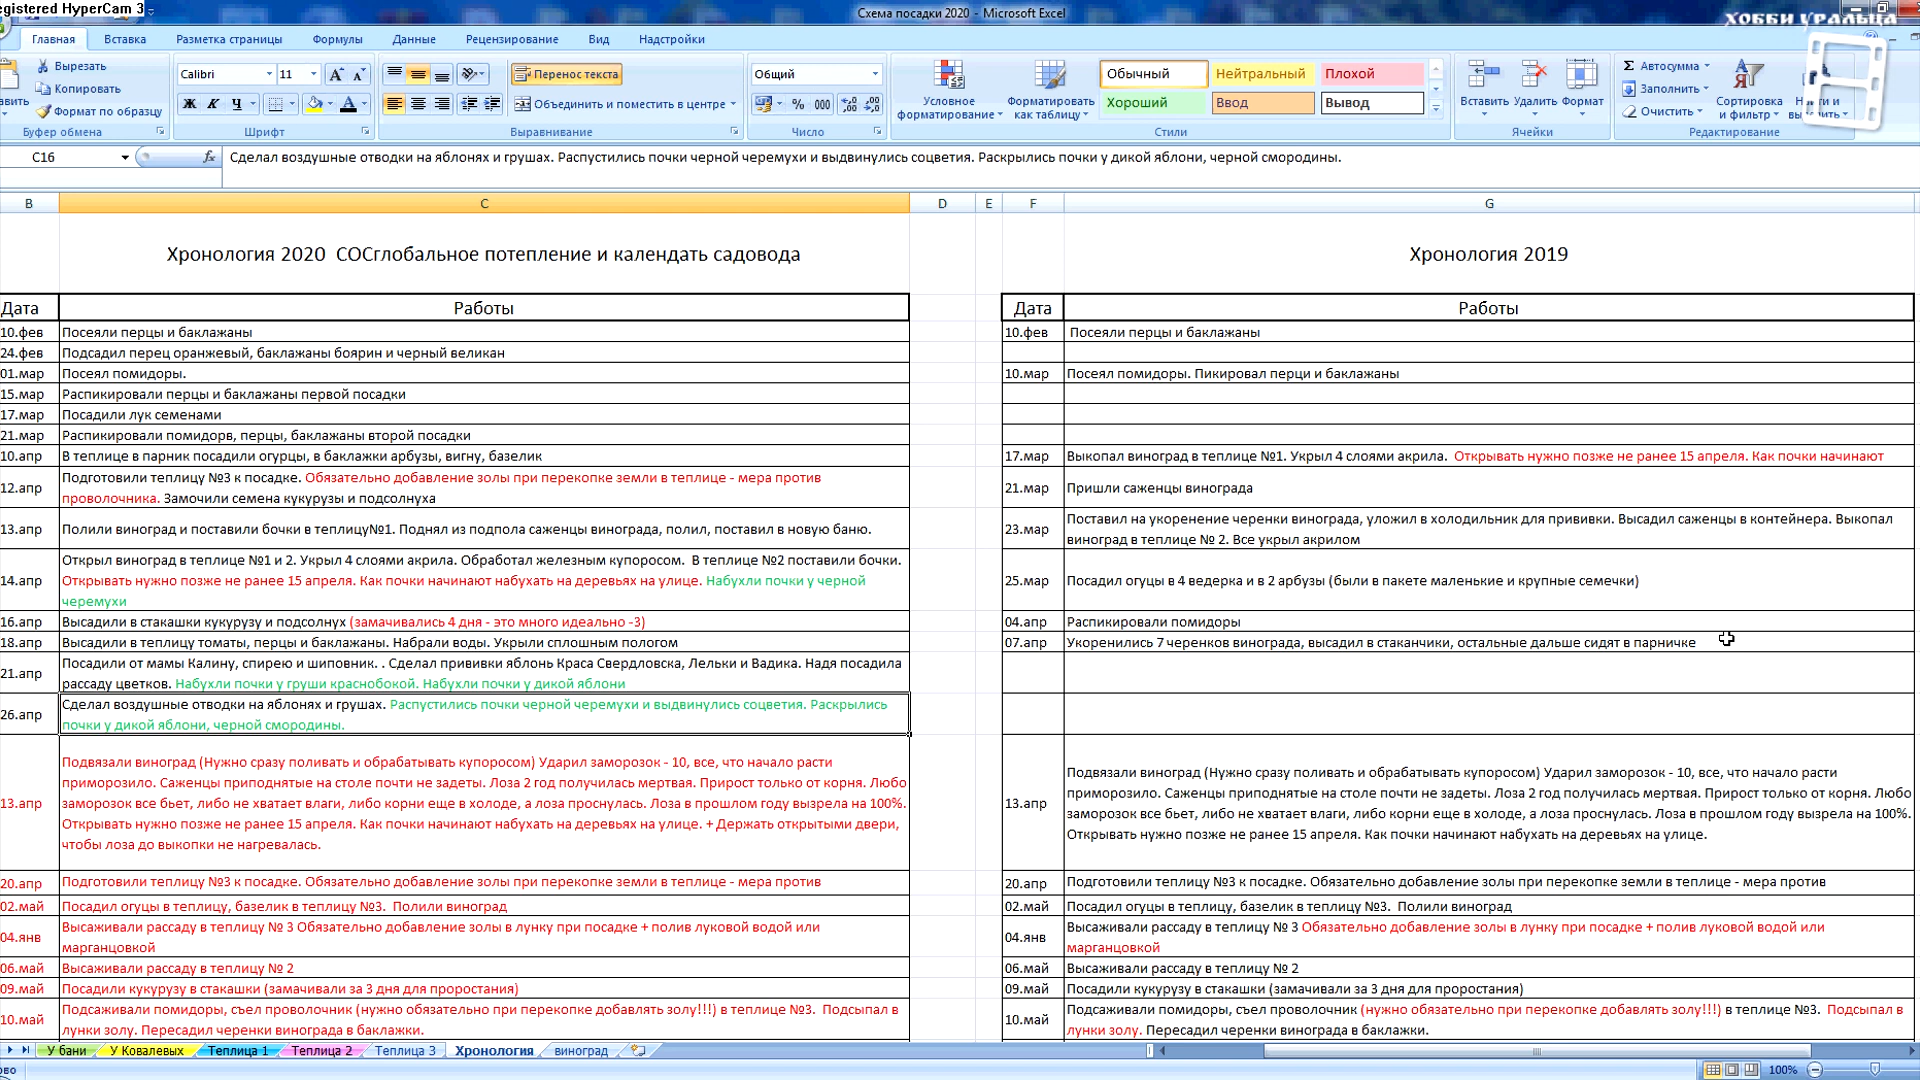 egistered HyperCam 3
Схема посадки 2020 - Microsoft Excel
ХОББИ УРАЛЬЦА
Главная Вставка Разметка страницы Формулы Данные Рецензирование Вид Надстройки
Вырезать
Копировать
Формат по образцу
авить
Буфер обмена
Calibri 11
Ж К Ч
Шрифт
Перенос текста
Объединить и поместить в центре
Выравнивание
Общий
% 000
Число
Условное форматирование
Форматировать как таблицу
Обычный Нейтральный Плохой
Хороший Ввод Вывод
Стили
Вставить Удалить Формат
Ячейки
Автосумма
Заполнить
Очистить
Сортировка и фильтр
Редактирование
C16 fx Сделал воздушные отводки на яблонях и грушах. Распустились почки черной черемухи и выдвинулись соцветия. Раскрылись почки у дикой яблони, черной смородины.
B C D E F G
Хронология 2020 СОСглобальное потепление и календать садовода
Дата Работы
10.фев Посеяли перцы и баклажаны
24.фев Подсадил перец оранжевый, баклажаны боярин и черный великан
01.мар Посеял помидоры.
15.мар Распикировали перцы и баклажаны первой посадки
17.мар Посадили лук семенами
21.мар Распикировали помидорв, перцы, баклажаны второй посадки
10.апр В теплице в парник посадили огурцы, в баклажки арбузы, вигну, базелик
12.апр Подготовили теплицу №3 к посадке. Обязательно добавление золы при перекопке земли в теплице - мера против
проволочника. Замочили семена кукурузы и подсолнуха
13.апр Полили виноград и поставили бочки в теплицу№1. Поднял из подпола саженцы винограда, полил, поставил в новую баню.
14.апр Открыл виноград в теплице №1 и 2. Укрыл 4 слоями акрила. Обработал железным купоросом. В теплице №2 поставили бочки.
Открывать нужно позже не ранее 15 апреля. Как почки начинают набухать на деревьях на улице. Набухли почки у черной
черемухи
16.апр Высадили в стакашки кукурузу и подсолнух (замачивались 4 дня - это много идеально -3)
18.апр Высадили в теплицу томаты, перцы и баклажаны. Набрали воды. Укрыли сплошным пологом
21.апр Посадили от мамы Калину, спирею и шиповник. . Сделал прививки яблонь Краса Свердловска, Лельки и Вадика. Надя посадила
рассаду цветков. Набухли почки у груши краснобокой. Набухли почки у дикой яблони
26.апр Сделал воздушные отводки на яблонях и грушах. Распустились почки черной черемухи и выдвинулись соцветия. Раскрылись
почки у дикой яблони, черной смородины.
13.апр Подвязали виноград (Нужно сразу поливать и обрабатывать купоросом) Ударил заморозок - 10, все, что начало расти
приморозило. Саженцы приподнятые на столе почти не задеты. Лоза 2 год получилась мертвая. Прирост только от корня. Любо
заморозок все бьет, либо не хватает влаги, либо корни еще в холоде, а лоза проснулась. Лоза в прошлом году вызрела на 100%.
Открывать нужно позже не ранее 15 апреля. Как почки начинают набухать на деревьях на улице. + Держать открытыми двери,
чтобы лоза до выкопки не нагревалась.
20.апр Подготовили теплицу №3 к посадке. Обязательно добавление золы при перекопке земли в теплице - мера против
02.май Посадил огуцы в теплицу, базелик в теплицу №3. Полили виноград
04.янв Высаживали рассаду в теплицу № 3 Обязательно добавление золы в лунку при посадке + полив луковой водой или
марганцовкой
06.май Высаживали рассаду в теплицу № 2
09.май Посадили кукурузу в стакашки (замачивали за 3 дня для проростания)
10.май Подсаживали помидоры, съел проволочник (нужно обязательно при перекопке добавлять золу!!!) в теплице №3. Подсыпал в
лунки золу. Пересадил черенки винограда в баклажки.
Хронология 2019
Дата Работы
10.фев Посеяли перцы и баклажаны
10.мар Посеял помидоры. Пикировал перци и баклажаны
17.мар Выкопал виноград в теплице №1. Укрыл 4 слоями акрила. Открывать нужно позже не ранее 15 апреля. Как почки начинают
21.мар Пришли саженцы винограда
23.мар Поставил на укоренение черенки винограда, уложил в холодильник для прививки. Высадил саженцы в контейнера. Выкопал
виноград в теплице № 2. Все укрыл акрилом
25.мар Посадил огуцы в 4 ведерка и в 2 арбузы (были в пакете маленькие и крупные семечки)
04.апр Распикировали помидоры
07.апр Укоренились 7 черенков винограда, высадил в стаканчики, остальные дальше сидят в парничке
13.апр Подвязали виноград (Нужно сразу поливать и обрабатывать купоросом) Ударил заморозок - 10, все, что начало расти
приморозило. Саженцы приподнятые на столе почти не задеты. Лоза 2 год получилась мертвая. Прирост только от корня. Любо
заморозок все бьет, либо не хватает влаги, либо корни еще в холоде, а лоза проснулась. Лоза в прошлом году вызрела на 100%.
Открывать нужно позже не ранее 15 апреля. Как почки начинают набухать на деревьях на улице.
20.апр Подготовили теплицу №3 к посадке. Обязательно добавление золы при перекопке земли в теплице - мера против
02.май Посадил огуцы в теплицу, базелик в теплицу №3. Полили виноград
04.янв Высаживали рассаду в теплицу № 3 Обязательно добавление золы в лунку при посадке + полив луковой водой или
марганцовкой
06.май Высаживали рассаду в теплицу № 2
09.май Посадили кукурузу в стакашки (замачивали за 3 дня для проростания)
10.май Подсаживали помидоры, съел проволочник (нужно обязательно при перекопке добавлять золу!!!) в теплице №3. Подсыпал в
лунки золу. Пересадил черенки винограда в баклажки.
У бани У Ковалевых Теплица 1 Теплица 2 Теплица 3 Хронология виноград
ово 100%